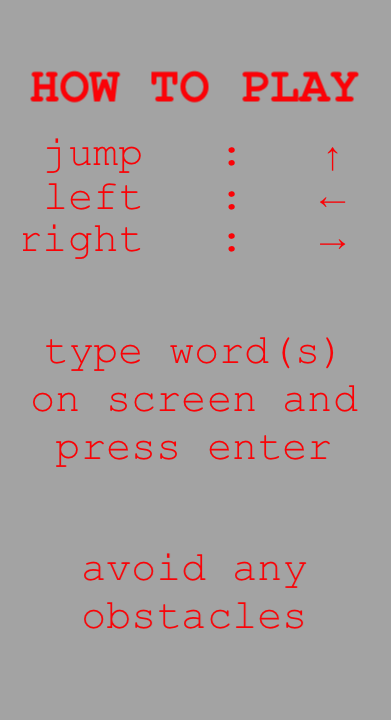 HOW TO PLAY
jump : ↑
left : ←
right : →
type word(s)
on screen and
press enter
avoid any
obstacles